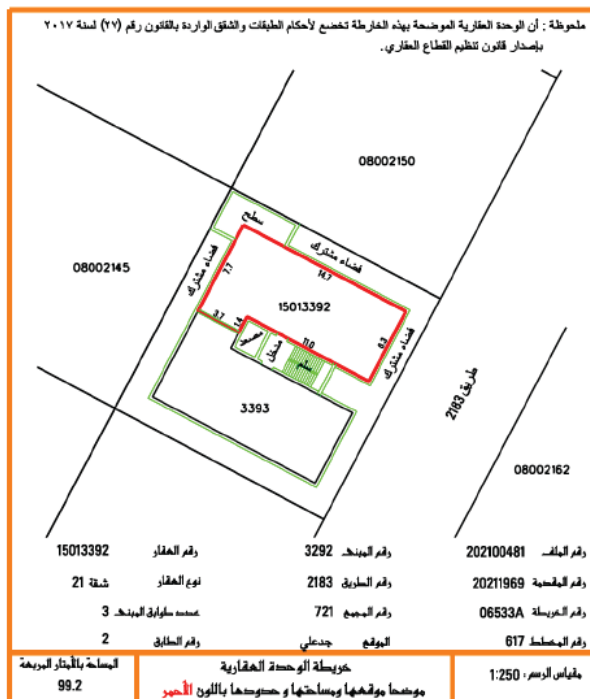 ملحوظة : أن الوحدة العقارية الموضحة بهذه الخارطة تخضع لأحكام الطبقات والشقق الواردة بالقانون رقم (٢٧) لسنة ٢٠١٧
بإصدار قانون تنظيم القطاع العقاري.
08002150
سطح
فضاء مشترك
08002145
فضاء مشترك
7.7
14.7
15013392
3.7
1.4
11.0
6.3
مصعد
مدخل
سلم
فضاء مشترك
3393
طريق 2183
08002162
رقم الملف 202100481 رقم المبنى 3292 رقم العقار 15013392
رقم المقدمة 20211969 رقم الطريق 2183 نوع العقار شقة 21
رقم الخريطة 06533A رقم المجمع 721 عدد طوابق المبنى 3
رقم المخطط 617 الموقع جدعلي رقم الطابق 2
مقياس الرسم: 1:250
خريطة الوحدة العقارية
موضحا موقعها ومساحتها و حدودها باللون الأحمر
المساحة بالأمتار المربعة
99.2